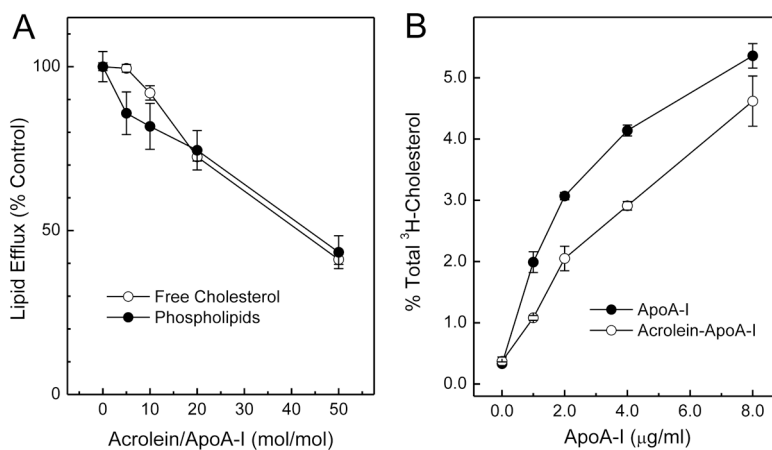 A
Lipid Efflux (% Control)
100
50
0
Free Cholesterol
Phospholipids
0 10 20 30 40 50
Acrolein/ApoA-I (mol/mol)
B
% Total ³H-Cholesterol
5.0
4.0
3.0
2.0
1.0
0.0
ApoA-I
Acrolein-ApoA-I
0.0 2.0 4.0 6.0 8.0
ApoA-I (μg/ml)